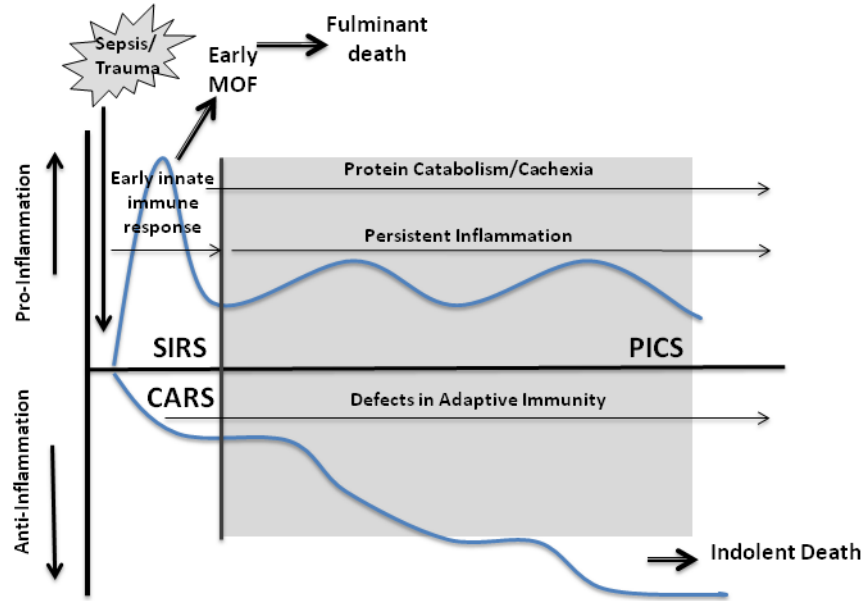 Sepsis/
Trauma
Early
MOF
Fulminant
death
Pro-Inflammation
Early innate
immune
response
Protein Catabolism/Cachexia
Persistent Inflammation
SIRS
PICS
CARS
Defects in Adaptive Immunity
Anti-Inflammation
Indolent Death